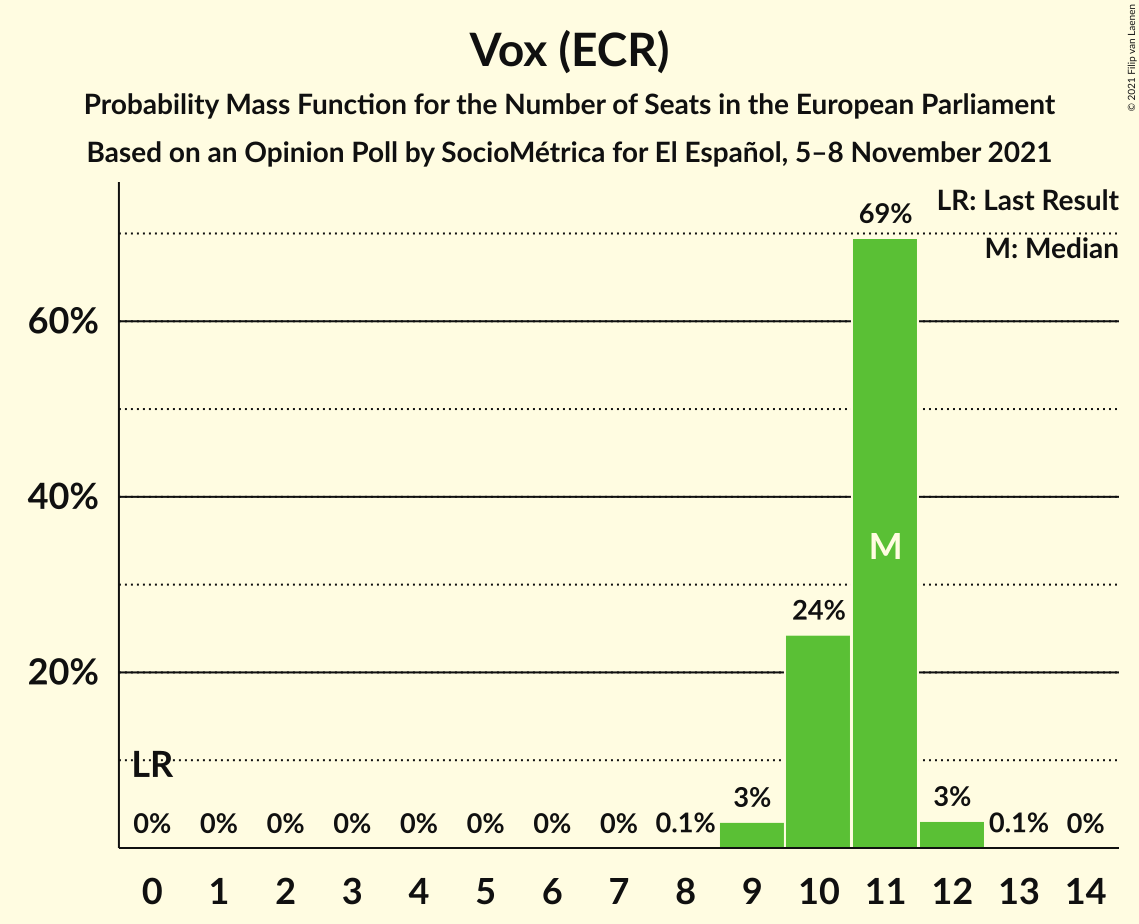 Vox (ECR)
Probability Mass Function for the Number of Seats in the European Parliament
Based on an Opinion Poll by SocioMétrica for El Español, 5–8 November 2021
© 2021 Filip van Laenen
LR: Last Result
M: Median
60%
40%
20%
LR
0% 0% 0% 0% 0% 0% 0% 0% 0.1% 3% 24% 69% 3% 0.1% 0%
M
0 1 2 3 4 5 6 7 8 9 10 11 12 13 14